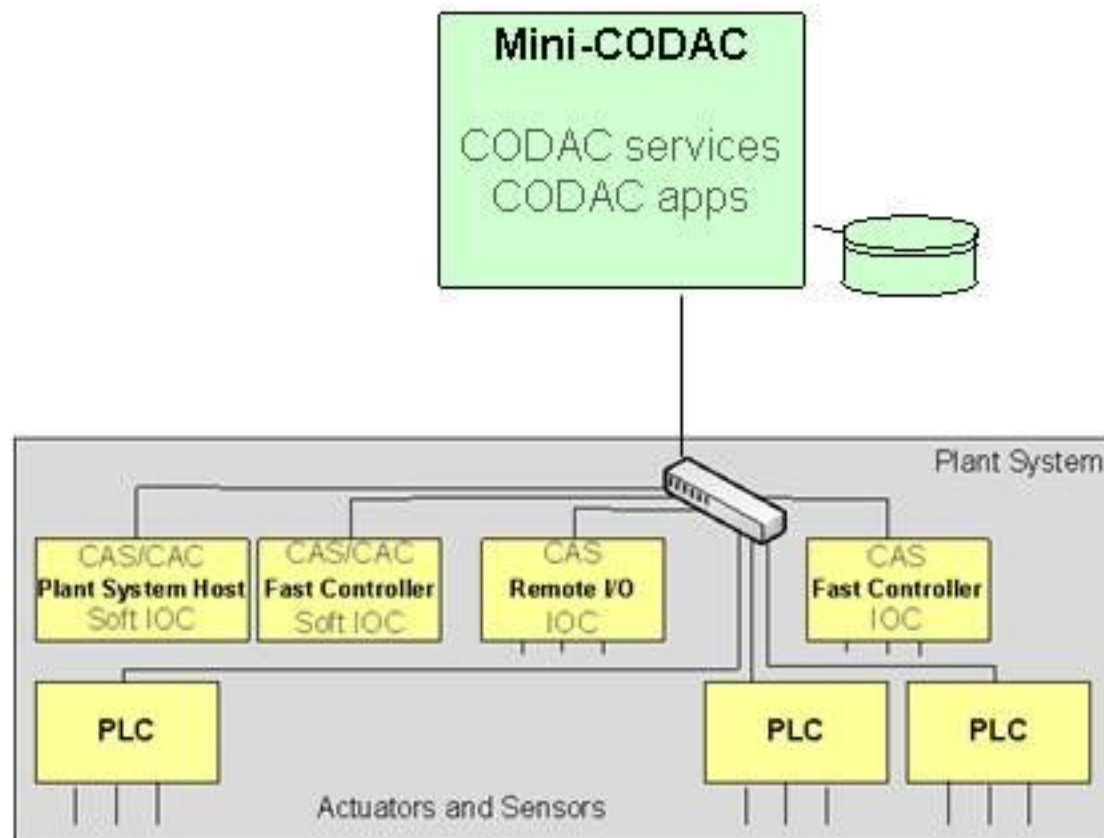 Mini-CODAC
CODAC services
CODAC apps
Plant System
CAS/CAC
Plant System Host
Soft IOC
CAS/CAC
Fast Controller
Soft IOC
CAS
Remote I/O
IOC
CAS
Fast Controller
IOC
PLC
PLC
PLC
Actuators and Sensors